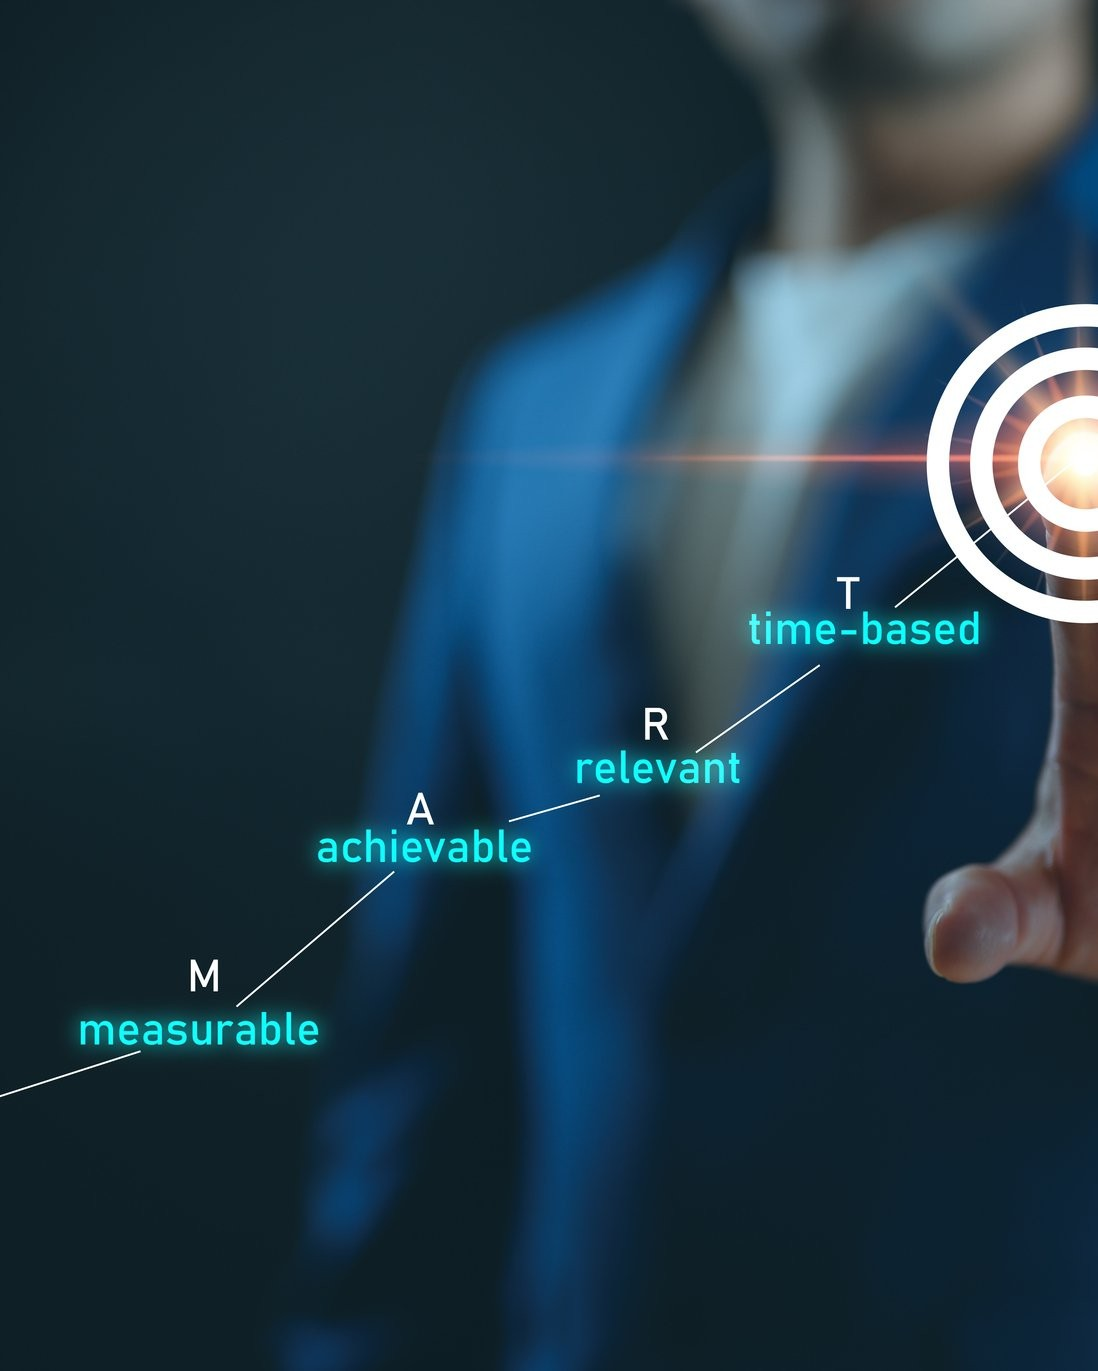 T
time-based
R
relevant
A
achievable
M
measurable